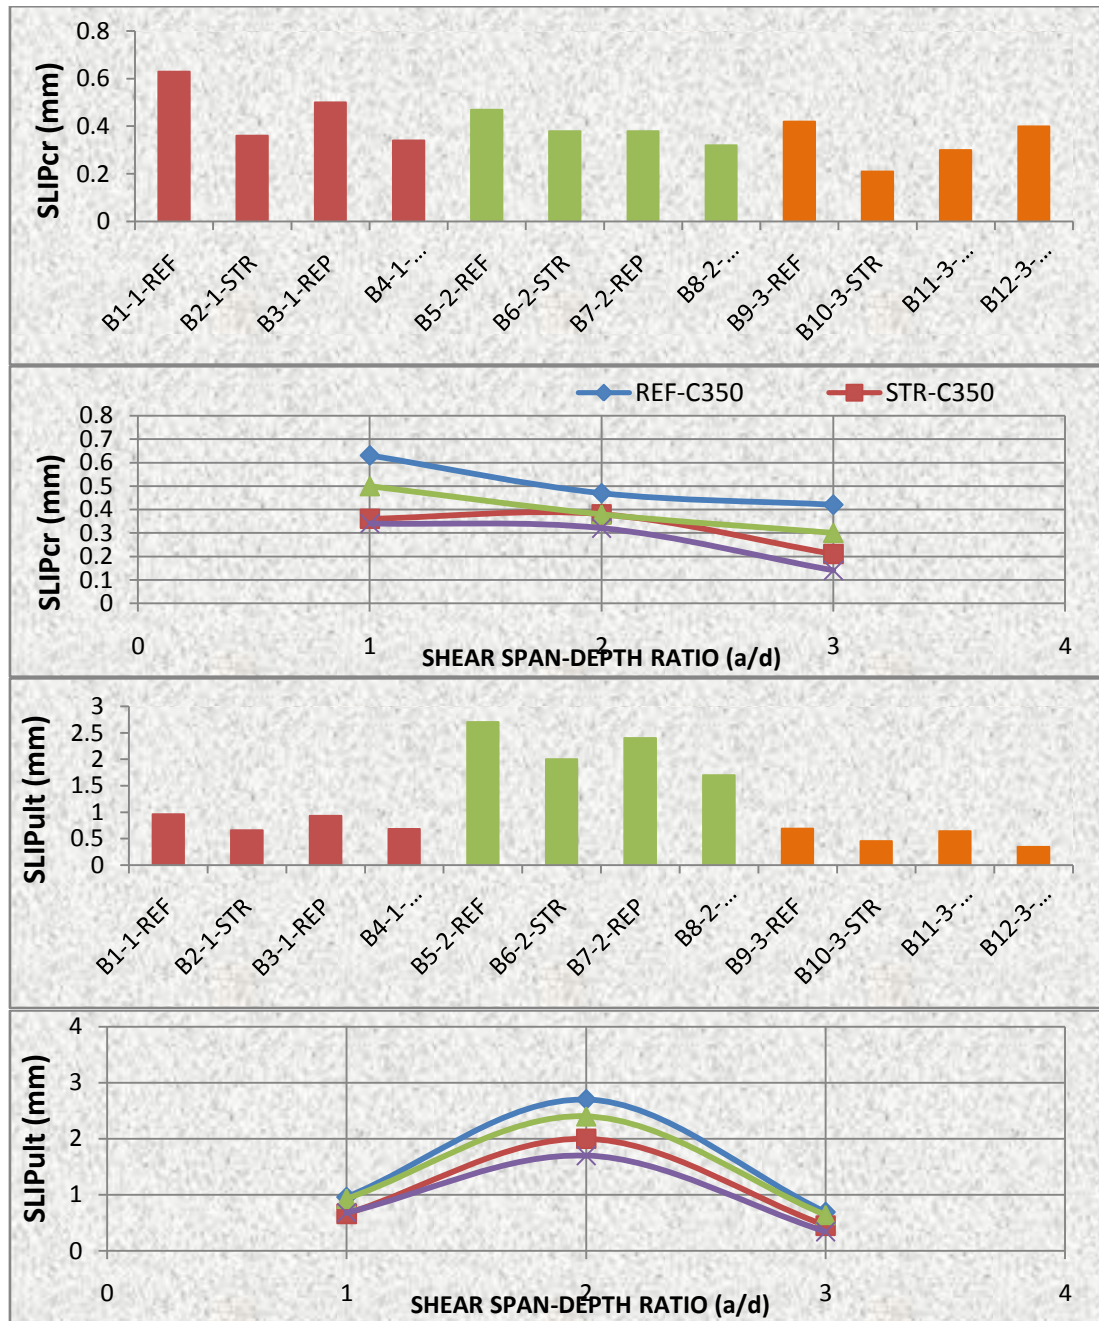 SLIPcr (mm)
0.8
0.6
0.4
0.2
0
B1-1-REF
B2-1-STR
B3-1-REP
B4-1-...
B5-2-REF
B6-2-STR
B7-2-REP
B8-2-...
B9-3-REF
B10-3-STR
B11-3-...
B12-3-...
REF-C350 STR-C350
SLIPcr (mm)
0.8
0.7
0.6
0.5
0.4
0.3
0.2
0.1
0
0 1 2 3 4
SHEAR SPAN-DEPTH RATIO (a/d)
SLIPult (mm)
3
2.5
2
1.5
1
0.5
0
B1-1-REF
B2-1-STR
B3-1-REP
B4-1-...
B5-2-REF
B6-2-STR
B7-2-REP
B8-2-...
B9-3-REF
B10-3-STR
B11-3-...
B12-3-...
SLIPult (mm)
4
3
2
1
0
0 1 2 3 4
SHEAR SPAN-DEPTH RATIO (a/d)